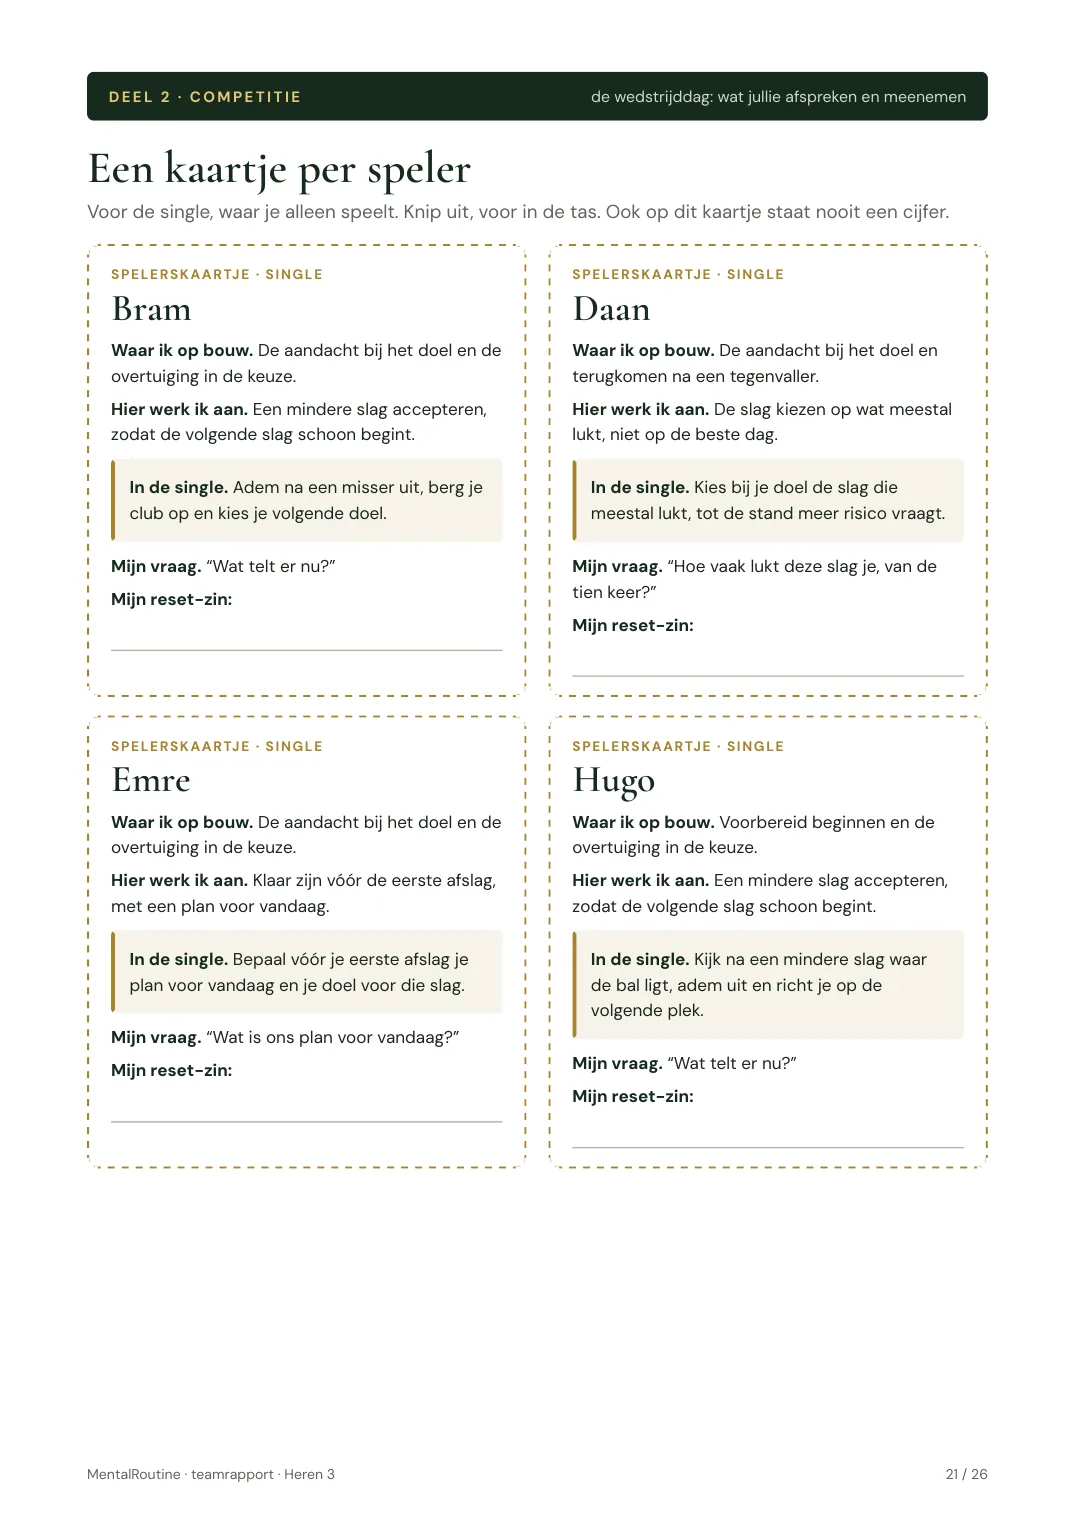 DEEL 2 · COMPETITIE
de wedstrijddag: wat jullie afspreken en meenemen
Een kaartje per speler
Voor de single, waar je alleen speelt. Knip uit, voor in de tas. Ook op dit kaartje staat nooit een cijfer.
SPELERSKAARTJE · SINGLE
Bram
Waar ik op bouw. De aandacht bij het doel en de
overtuiging in de keuze.
Hier werk ik aan. Een mindere slag accepteren,
zodat de volgende slag schoon begint.
In de single. Adem na een misser uit, berg je
club op en kies je volgende doel.
Mijn vraag. “Wat telt er nu?”
Mijn reset-zin:
SPELERSKAARTJE · SINGLE
Daan
Waar ik op bouw. De aandacht bij het doel en
terugkomen na een tegenvaller.
Hier werk ik aan. De slag kiezen op wat meestal
lukt, niet op de beste dag.
In de single. Kies bij je doel de slag die
meestal lukt, tot de stand meer risico vraagt.
Mijn vraag. “Hoe vaak lukt deze slag je, van de
tien keer?”
Mijn reset-zin:
SPELERSKAARTJE · SINGLE
Emre
Waar ik op bouw. De aandacht bij het doel en de
overtuiging in de keuze.
Hier werk ik aan. Klaar zijn vóór de eerste afslag,
met een plan voor vandaag.
In de single. Bepaal vóór je eerste afslag je
plan voor vandaag en je doel voor die slag.
Mijn vraag. “Wat is ons plan voor vandaag?”
Mijn reset-zin:
SPELERSKAARTJE · SINGLE
Hugo
Waar ik op bouw. Voorbereid beginnen en de
overtuiging in de keuze.
Hier werk ik aan. Een mindere slag accepteren,
zodat de volgende slag schoon begint.
In de single. Kijk na een mindere slag waar
de bal ligt, adem uit en richt je op de
volgende plek.
Mijn vraag. “Wat telt er nu?”
Mijn reset-zin:
MentalRoutine · teamrapport · Heren 3
21 / 26